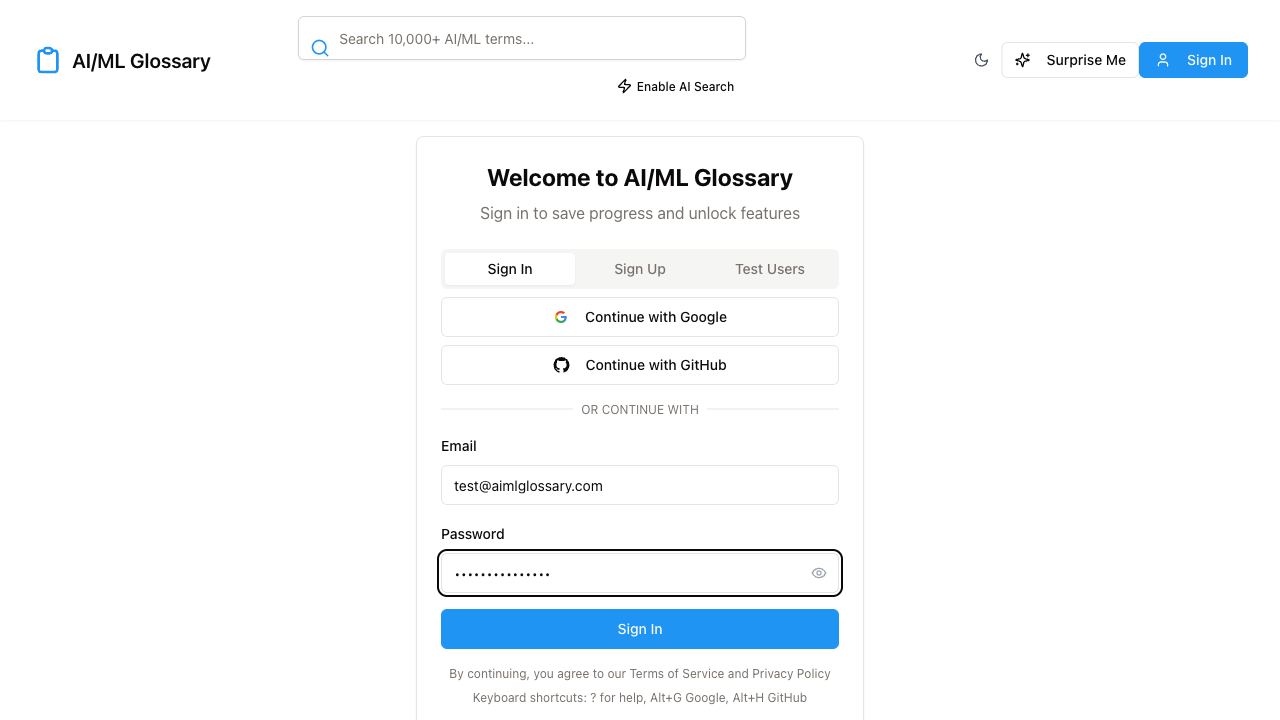 AI/ML Glossary
Search 10,000+ AI/ML terms...
Enable AI Search
Surprise Me
Sign In
Welcome to AI/ML Glossary
Sign in to save progress and unlock features
Sign In
Sign Up
Test Users
Continue with Google
Continue with GitHub
OR CONTINUE WITH
Email
test@aimlglossary.com
Password
•••••••••••••••
Sign In
By continuing, you agree to our Terms of Service and Privacy Policy
Keyboard shortcuts: ? for help, Alt+G Google, Alt+H GitHub